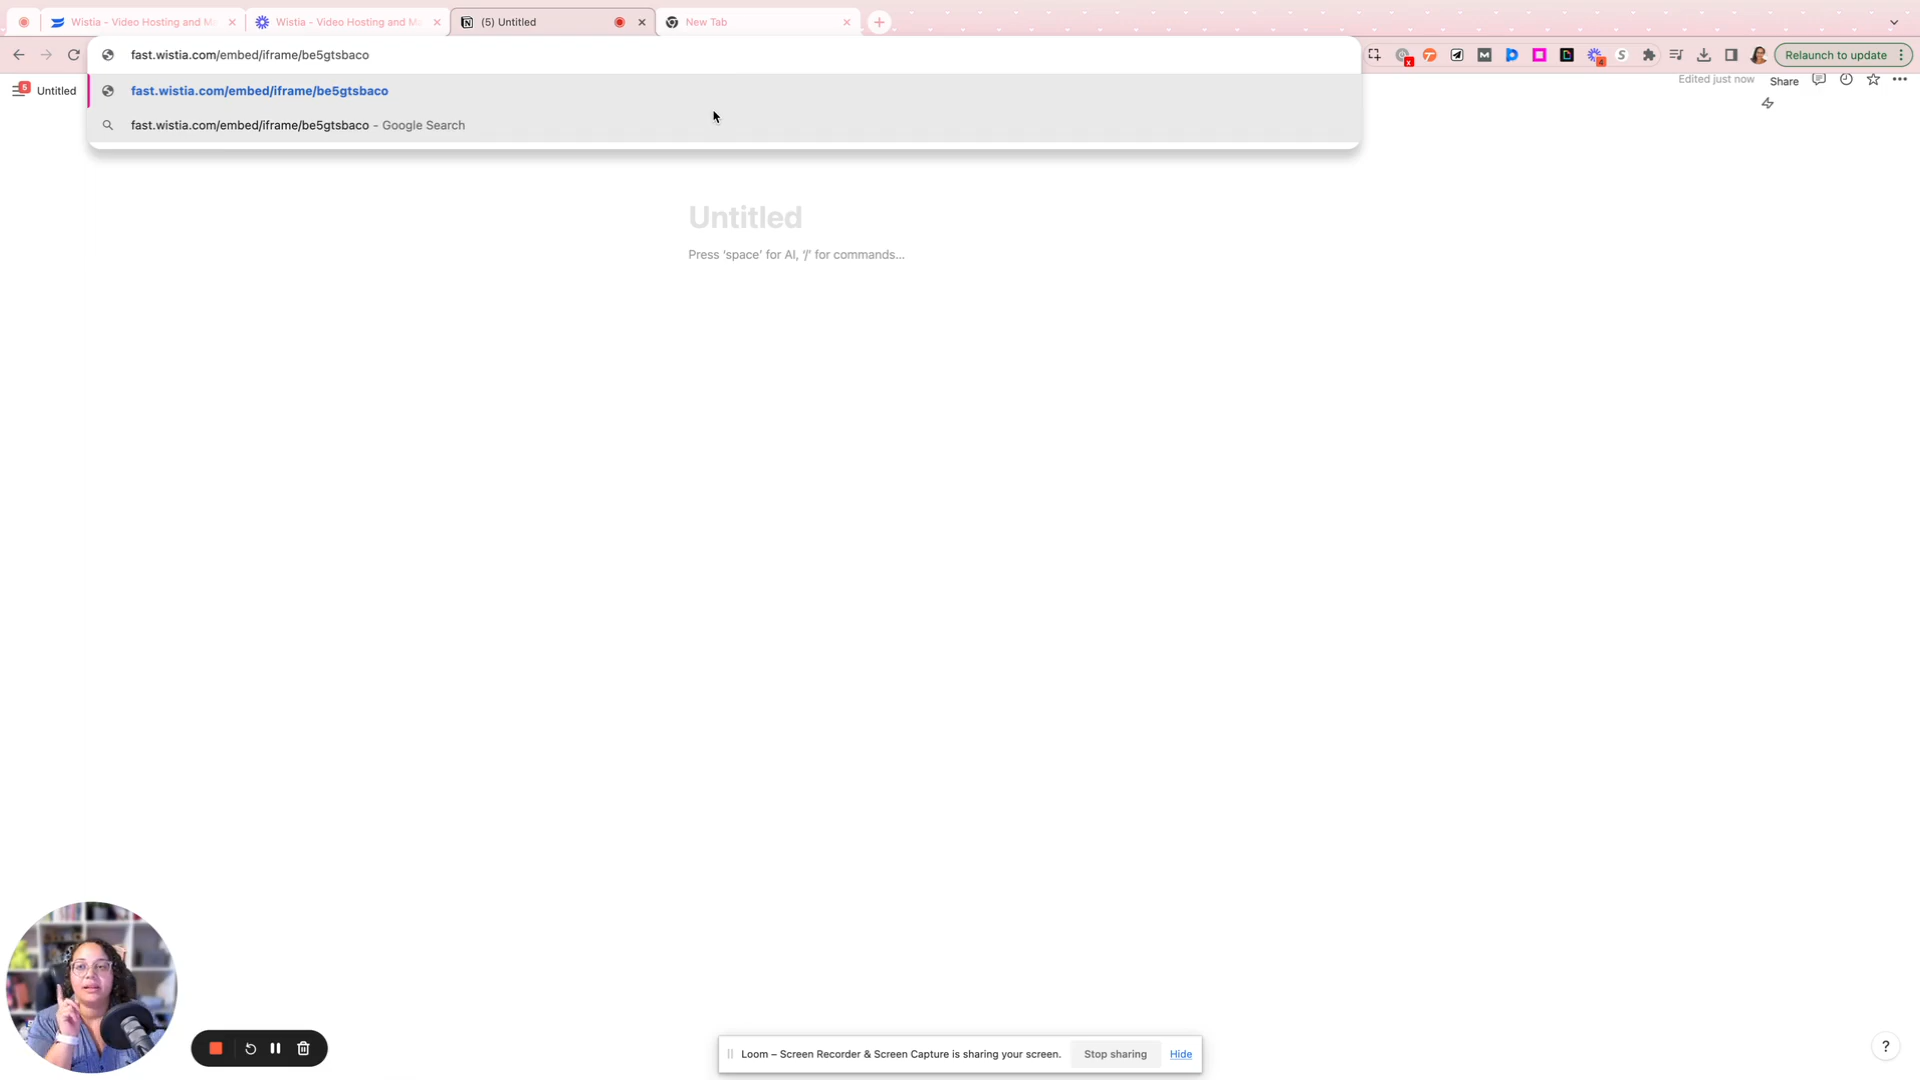 Wistia - Video Hosting and M
Wistia - Video Hosting and M
(5) Untitled
New Tab
fast.wistia.com/embed/iframe/be5gtsbaco
Relaunch to update
5
Untitled
fast.wistia.com/embed/iframe/be5gtsbaco
fast.wistia.com/embed/iframe/be5gtsbaco - Google Search
Edited just now
Share
Untitled
Press ‘space’ for AI, ‘/’ for commands…
Loom – Screen Recorder & Screen Capture is sharing your screen.
Stop sharing
Hide
?